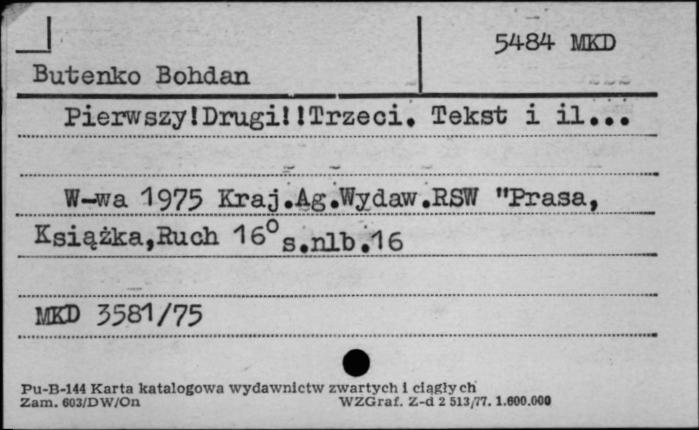 5484 MKD
Butenko Bohdan
Pierwszy!Drugi!!Trzeci. Tekst i il...
W-wa 1975 Kraj.Ag.Wydaw.RSW "Prasa,
Książka,Ruch 16° s.nlb.16
MKD 3581/75
Pu-B-144 Karta katalogowa wydawnictw zwartych i ciągłych
Zam. 603/DW/On WZGraf. Z-d 2 513/77. 1.600.000